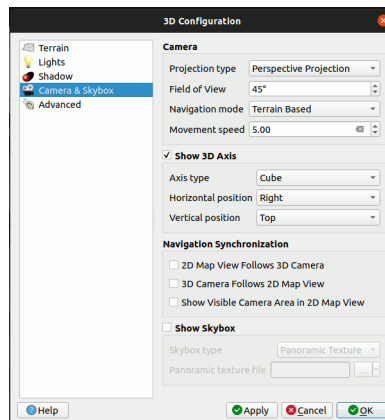 3D Configuration
Terrain
Lights
Shadow
Camera & Skybox
Advanced
Camera
Projection type Perspective Projection
Field of View 45°
Navigation mode Terrain Based
Movement speed 5.00
Show 3D Axis
Axis type Cube
Horizontal position Right
Vertical position Top
Navigation Synchronization
2D Map View Follows 3D Camera
3D Camera Follows 2D Map View
Show Visible Camera Area in 2D Map View
Show Skybox
Skybox type Panoramic Texture
Panoramic texture file ...
Help Apply Cancel OK